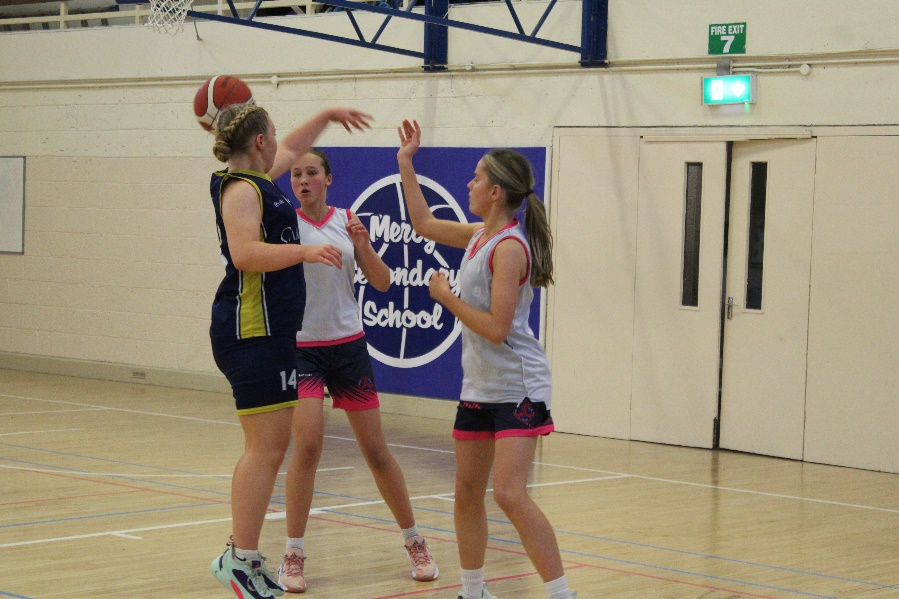 FIRE EXIT
7
Mercy
Secondary
School
14